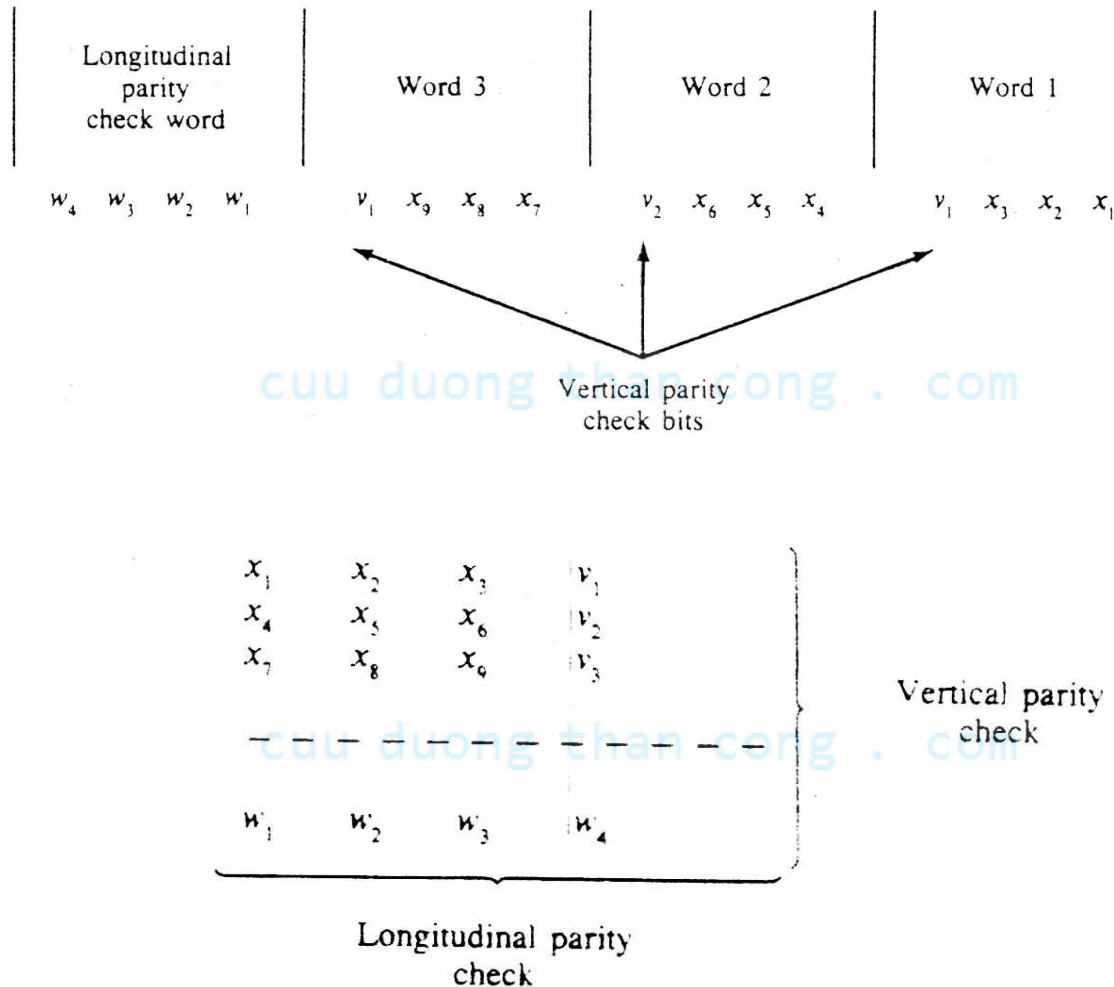 Longitudinal
parity
check word
Word 3
Word 2
Word 1
w₄ w₃ w₂ w₁
v₁ x₉ x₈ x₇
v₂ x₆ x₅ x₄
v₁ x₃ x₂ x₁
cuu duong than cong . com
Vertical parity
check bits
x₁ x₂ x₃ v₁
x₄ x₅ x₆ v₂
x₇ x₈ x₉ v₃
Vertical parity
check
cuu duong than cong . com
w₁ w₂ w₃ w₄
Longitudinal parity
check